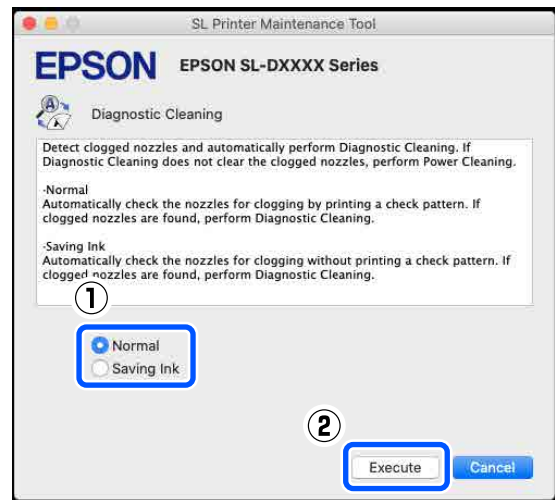 SL Printer Maintenance Tool
EPSON EPSON SL-DXXXX Series
Diagnostic Cleaning
Detect clogged nozzles and automatically perform Diagnostic Cleaning. If
Diagnostic Cleaning does not clear the clogged nozzles, perform Power Cleaning.
·Normal
Automatically check the nozzles for clogging by printing a check pattern. If
clogged nozzles are found, perform Diagnostic Cleaning.
·Saving Ink
Automatically check the nozzles for clogging without printing a check pattern. If
clogged nozzles are found, perform Diagnostic Cleaning.
①
Normal
Saving Ink
②
Execute Cancel